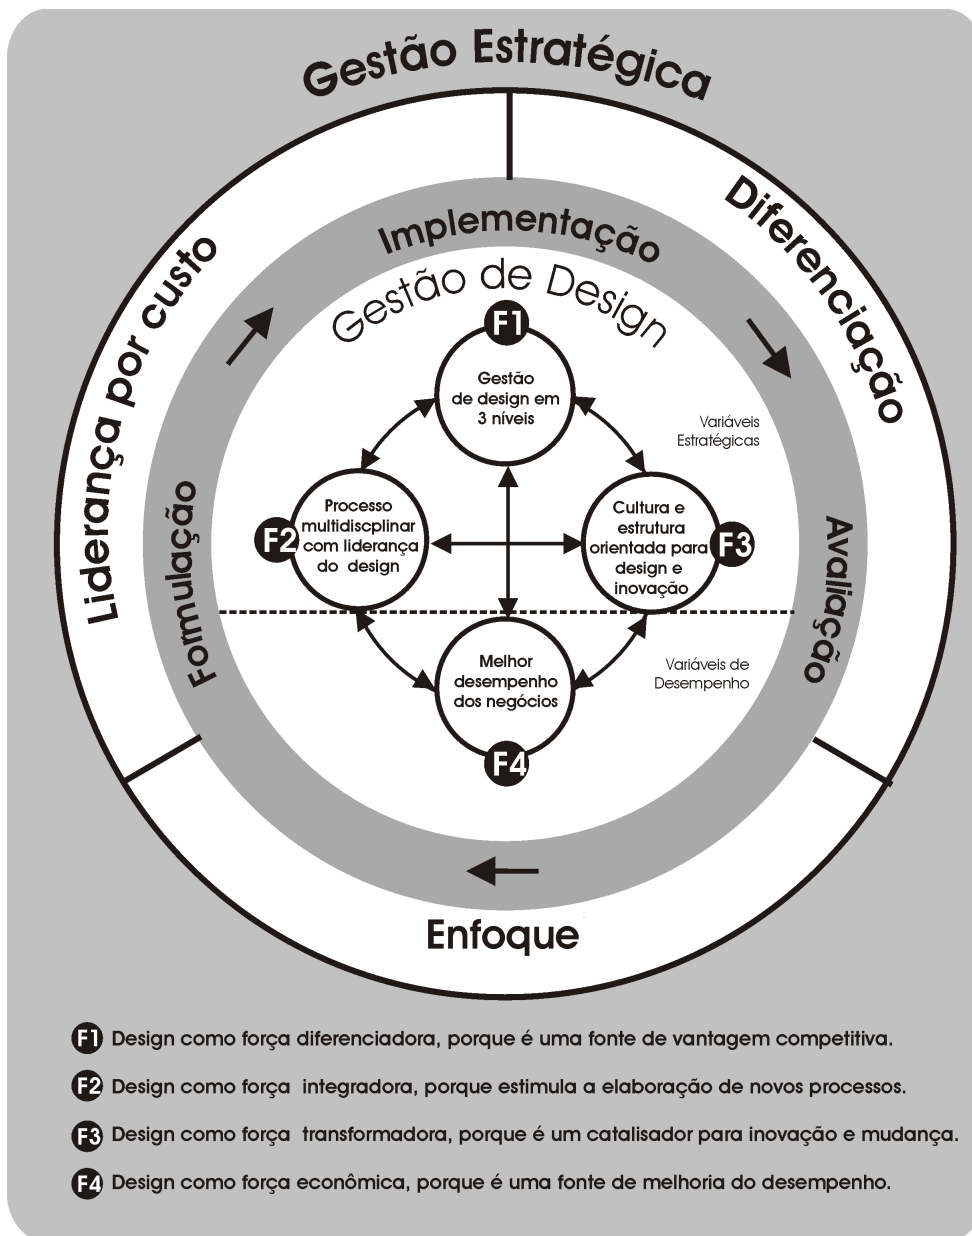 Gestão Estratégica
Liderança por custo
Diferenciação
Implementação
Gestão de Design
F1
Gestão
de design em
3 níveis
Variáveis
Estratégicas
Formulação
F2
Processo
multidiscplinar
com liderança
do design
Cultura e
estrutura
orientada para
design e
inovação
F3
Avaliação
Melhor
desempenho
dos negócios
F4
Variáveis de
Desempenho
Enfoque
F1 Design como força diferenciadora, porque é uma fonte de vantagem competitiva.
F2 Design como força integradora, porque estimula a elaboração de novos processos.
F3 Design como força transformadora, porque é um catalisador para inovação e mudança.
F4 Design como força econômica, porque é uma fonte de melhoria do desempenho.